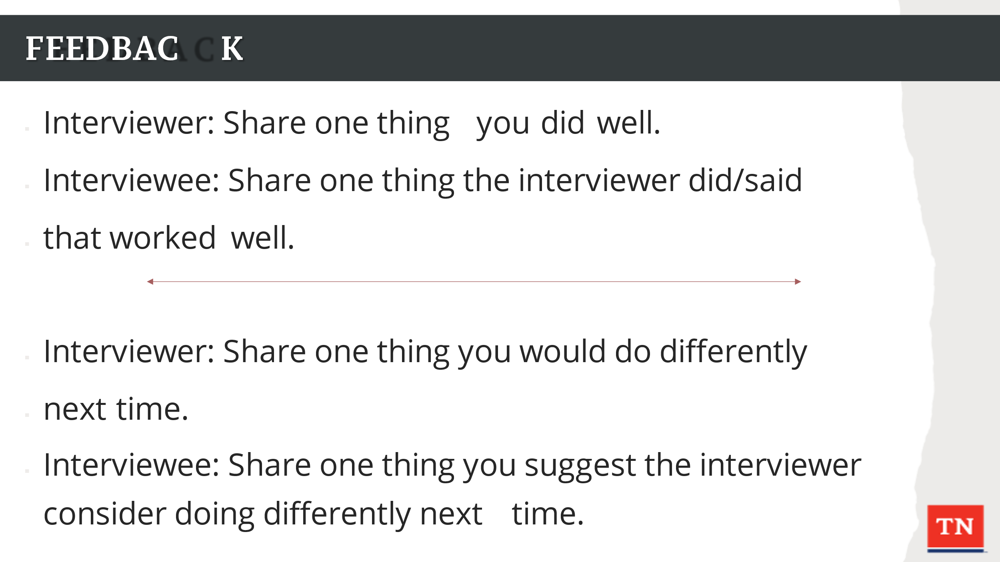 FEEDBAC K
Interviewer: Share one thing you did well.
Interviewee: Share one thing the interviewer did/said
that worked well.
Interviewer: Share one thing you would do differently
next time.
Interviewee: Share one thing you suggest the interviewer
consider doing differently next time.
TN